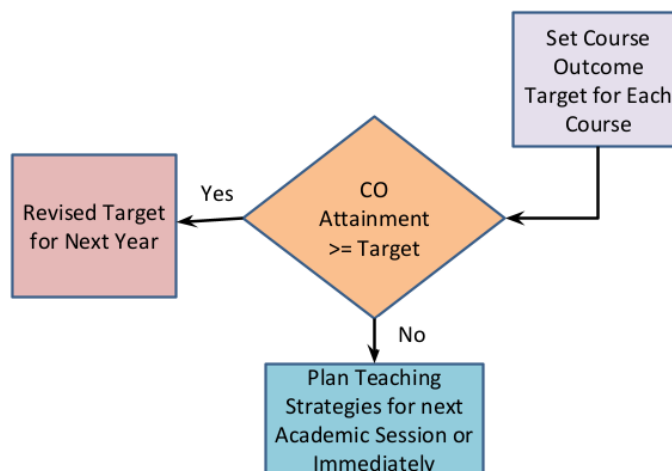 Set Course
Outcome
Target for Each
Course
CO
Attainment
>= Target
Yes
Revised Target
for Next Year
No
Plan Teaching
Strategies for next
Academic Session or
Immediately